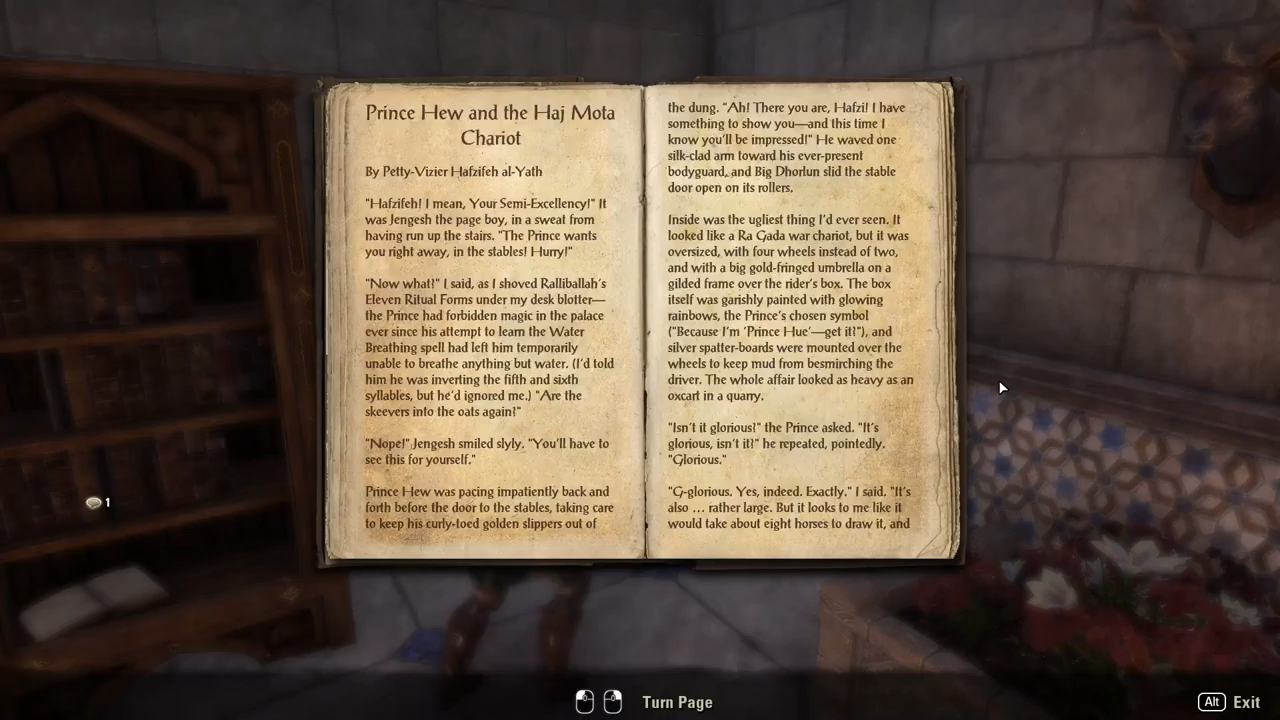 Prince Hew and the Haj Mota
Chariot
By Petty-Vizier Hafzifeh al-Yath
"Hafzifeh! I mean, Your Semi-Excellency!" It
was Jengesh the page boy, in a sweat from
having run up the stairs. "The Prince wants
you right away, in the stables! Hurry!"
"Now what?" I said, as I shoved Ralliballah's
Eleven Ritual Forms under my desk blotter—
the Prince had forbidden magic in the palace
ever since his attempt to learn the Water
Breathing spell had left him temporarily
unable to breathe anything but water. (I'd told
him he was inverting the fifth and sixth
syllables, but he'd ignored me.) "Are the
skeevers into the oats again?"
"Nope!" Jengesh smiled slyly. "You'll have to
see this for yourself."
Prince Hew was pacing impatiently back and
forth before the door to the stables, taking care
to keep his curly-toed golden slippers out of
the dung. "Ah! There you are, Hafzi! I have
something to show you—and this time I
know you'll be impressed!" He waved one
silk-clad arm toward his ever-present
bodyguard, and Big Dhorlun slid the stable
door open on its rollers.
Inside was the ugliest thing I'd ever seen. It
looked like a Ra Gada war chariot, but it was
oversized, with four wheels instead of two,
and with a big gold-fringed umbrella on a
gilded frame over the rider's box. The box
itself was garishly painted with glowing
rainbows, the Prince's chosen symbol
("Because I'm 'Prince Hue'—get it?"), and
silver spatter-boards were mounted over the
wheels to keep mud from besmirching the
driver. The whole affair looked as heavy as an
oxcart in a quarry.
"Isn't it glorious?" the Prince asked. "It's
glorious, isn't it?" he repeated, pointedly.
"Glorious."
"G-glorious. Yes, indeed. Exactly." I said. "It's
also … rather large. But it looks to me like it
would take about eight horses to draw it, and
1
Turn Page
Alt Exit